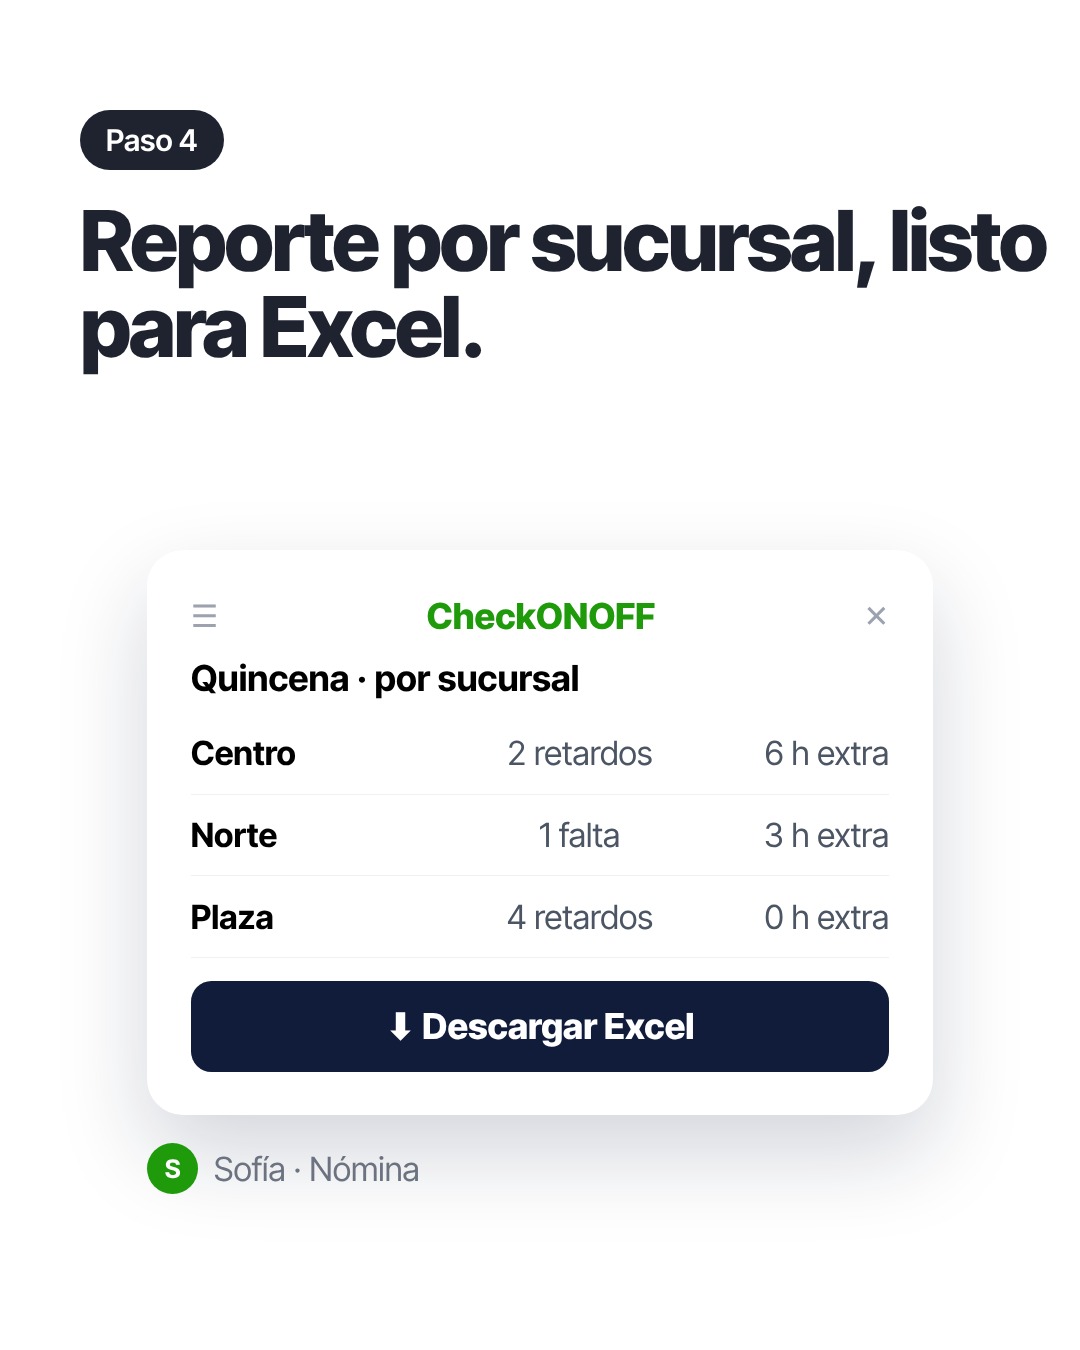 Paso 4
Reporte por sucursal, listo
para Excel.
☰ CheckONOFF ✕
Quincena · por sucursal
Centro 2 retardos 6 h extra
Norte 1 falta 3 h extra
Plaza 4 retardos 0 h extra
⬇ Descargar Excel
S Sofía · Nómina